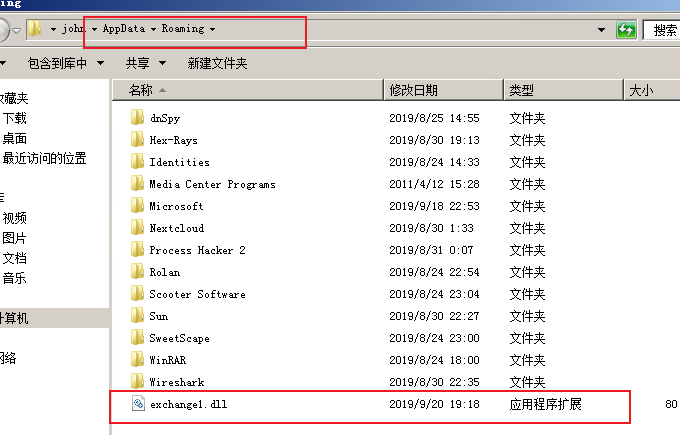 ing
john AppData Roaming 搜索
包含到库中 共享 新建文件夹
名称 修改日期 类型 大小
收藏夹
下载
桌面
最近访问的位置
库
视频
图片
文档
音乐
计算机
网络
dnSpy 2019/8/25 14:55 文件夹
Hex-Rays 2019/8/30 19:13 文件夹
Identities 2019/8/24 14:33 文件夹
Media Center Programs 2011/4/12 15:28 文件夹
Microsoft 2019/9/18 22:53 文件夹
Nextcloud 2019/8/30 1:33 文件夹
Process Hacker 2 2019/8/31 0:07 文件夹
Rolan 2019/8/24 22:54 文件夹
Scooter Software 2019/8/24 23:04 文件夹
Sun 2019/8/30 22:27 文件夹
SweetScape 2019/8/24 23:00 文件夹
WinRAR 2019/8/24 18:00 文件夹
Wireshark 2019/8/30 22:35 文件夹
exchange1.dll 2019/9/20 19:18 应用程序扩展 80